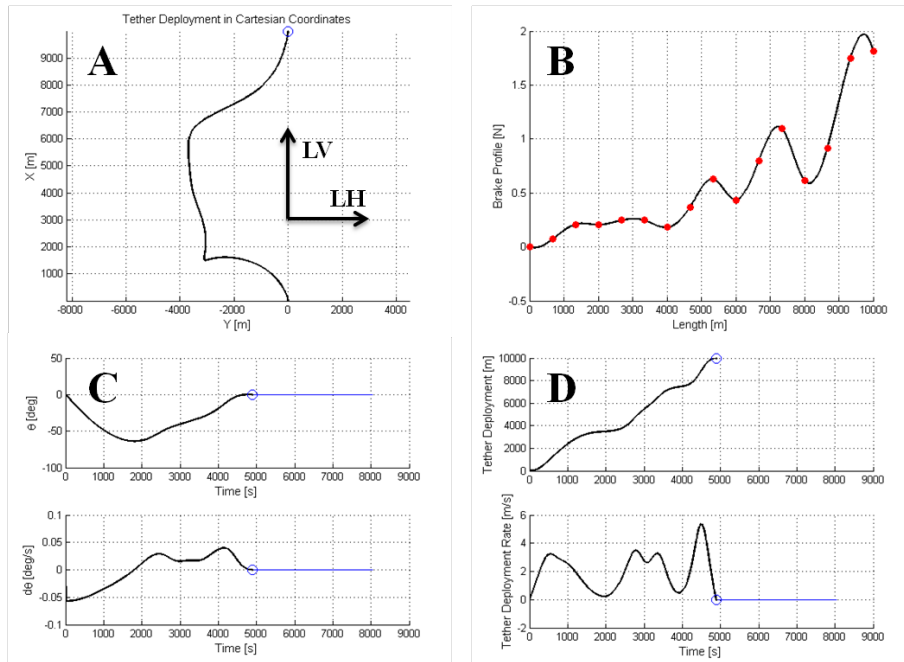 Tether Deployment in Cartesian Coordinates
A
X [m]
9000
8000
7000
6000
5000
4000
3000
2000
1000
LV
LH
-8000 -6000 -4000 -2000 0 2000 4000
Y [m]
B
Brake Profile [N]
2
1.5
1
0.5
0
-0.5
0 1000 2000 3000 4000 5000 6000 7000 8000 9000 10000
Length [m]
C
θ [deg]
50
0
-50
-100
0 1000 2000 3000 4000 5000 6000 7000 8000 9000
Time [s]
dθ [deg/s]
0.1
0.05
0
-0.05
-0.1
0 1000 2000 3000 4000 5000 6000 7000 8000 9000
Time [s]
D
Tether Deployment [m]
10000
8000
6000
4000
2000
0
0 1000 2000 3000 4000 5000 6000 7000 8000 9000
Time [s]
Tether Deployment Rate [m/s]
6
4
2
0
-2
0 1000 2000 3000 4000 5000 6000 7000 8000 9000
Time [s]